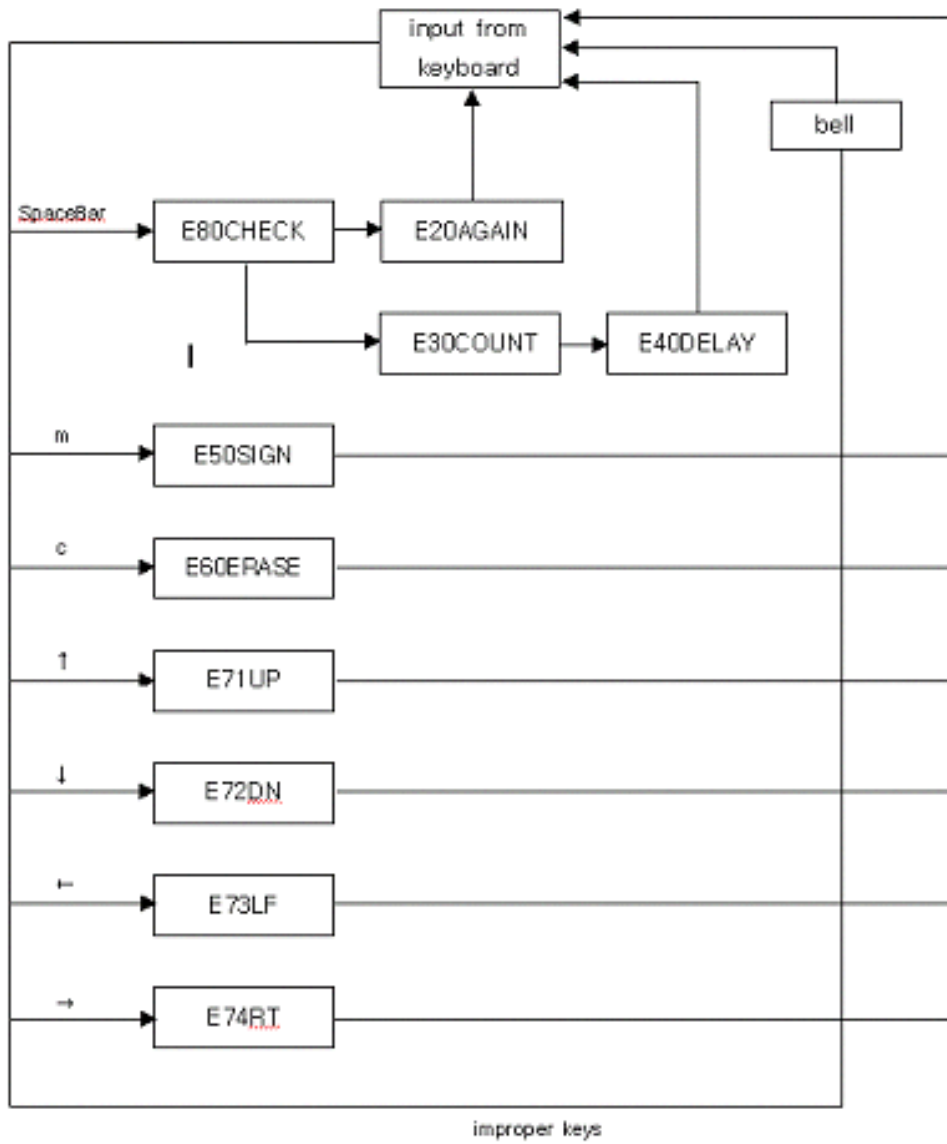 input from
keyboard
bell
SpaceBar
E80CHECK
E20AGAIN
E30COUNT
E40DELAY
m
E50SIGN
c
E60ERASE
↑
E71UP
↓
E72DN
←
E73LF
→
E74RT
improper keys